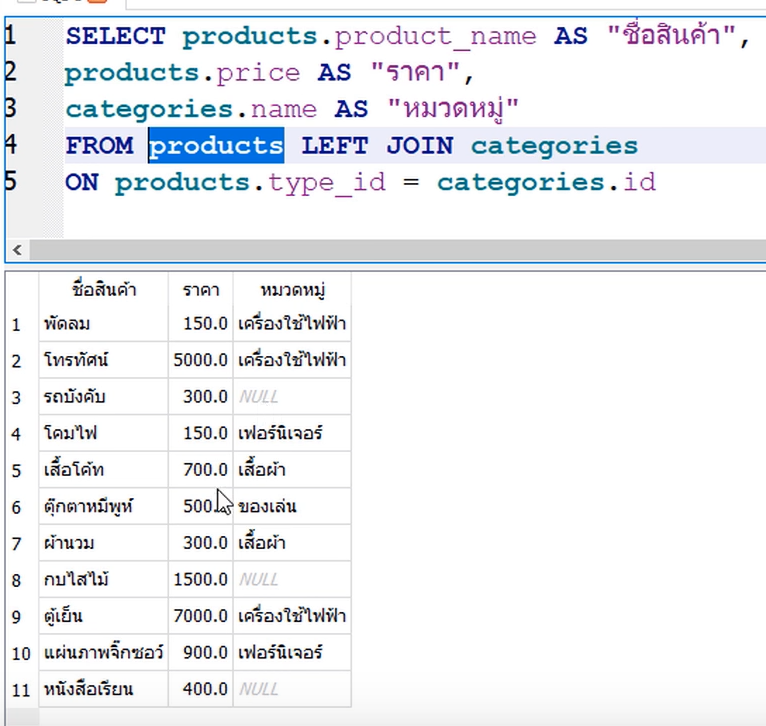 1 SELECT products.product_name AS "ชื่อสินค้า",
2 products.price AS "ราคา",
3 categories.name AS "หมวดหมู่"
4 FROM products LEFT JOIN categories
5 ON products.type_id = categories.id
ชื่อสินค้า ราคา หมวดหมู่
1 พัดลม 150.0 เครื่องใช้ไฟฟ้า
2 โทรทัศน์ 5000.0 เครื่องใช้ไฟฟ้า
3 รถบังคับ 300.0 NULL
4 โคมไฟ 150.0 เฟอร์นิเจอร์
5 เสื้อโค้ท 700.0 เสื้อผ้า
6 ตุ๊กตาหมีพูห์ 500. ของเล่น
7 ผ้านวม 300.0 เสื้อผ้า
8 กบไสไม้ 1500.0 NULL
9 ตู้เย็น 7000.0 เครื่องใช้ไฟฟ้า
10 แผ่นภาพจิ๊กซอว์ 900.0 เฟอร์นิเจอร์
11 หนังสือเรียน 400.0 NULL